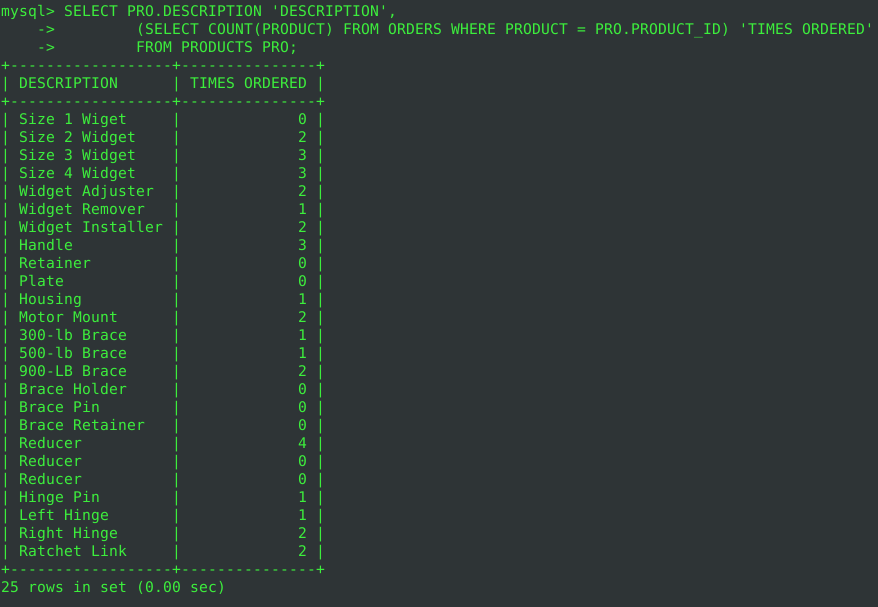 mysql> SELECT PRO.DESCRIPTION 'DESCRIPTION',
    ->         (SELECT COUNT(PRODUCT) FROM ORDERS WHERE PRODUCT = PRO.PRODUCT_ID) 'TIMES ORDERED'
    ->         FROM PRODUCTS PRO;
+------------------+---------------+
| DESCRIPTION      | TIMES ORDERED |
+------------------+---------------+
| Size 1 Wiget     |             0 |
| Size 2 Widget    |             2 |
| Size 3 Widget    |             3 |
| Size 4 Widget    |             3 |
| Widget Adjuster  |             2 |
| Widget Remover   |             1 |
| Widget Installer |             2 |
| Handle           |             3 |
| Retainer         |             0 |
| Plate            |             0 |
| Housing          |             1 |
| Motor Mount      |             2 |
| 300-lb Brace     |             1 |
| 500-lb Brace     |             1 |
| 900-LB Brace     |             2 |
| Brace Holder     |             0 |
| Brace Pin        |             0 |
| Brace Retainer   |             0 |
| Reducer          |             4 |
| Reducer          |             0 |
| Reducer          |             0 |
| Hinge Pin        |             1 |
| Left Hinge       |             1 |
| Right Hinge      |             2 |
| Ratchet Link     |             2 |
+------------------+---------------+
25 rows in set (0.00 sec)